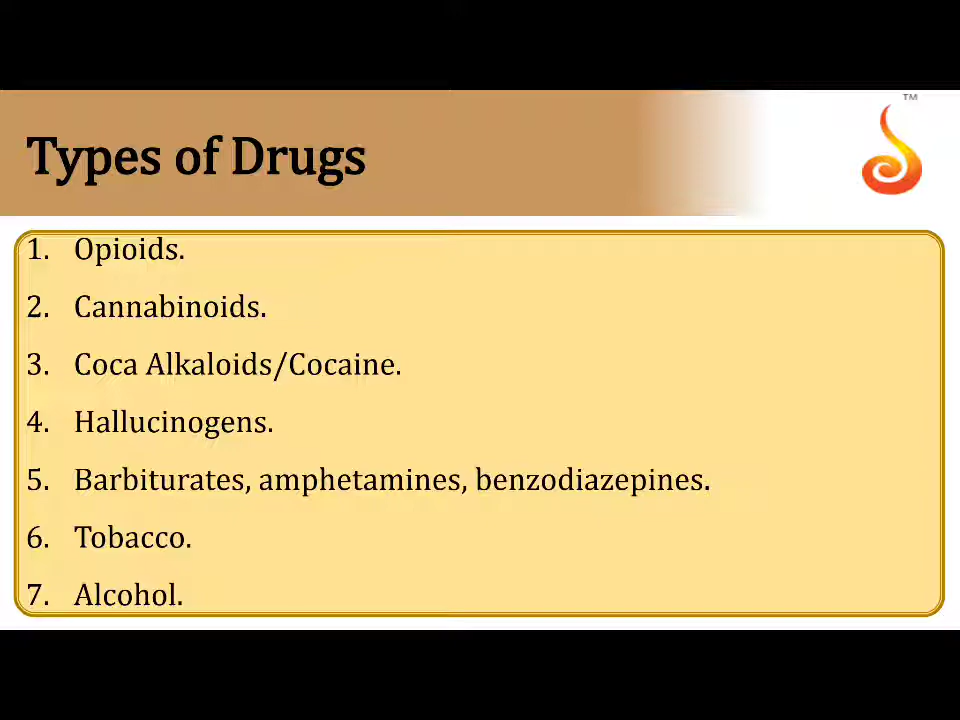 TM
Types of Drugs
1. Opioids.
2. Cannabinoids.
3. Coca Alkaloids/Cocaine.
4. Hallucinogens.
5. Barbiturates, amphetamines, benzodiazepines.
6. Tobacco.
7. Alcohol.